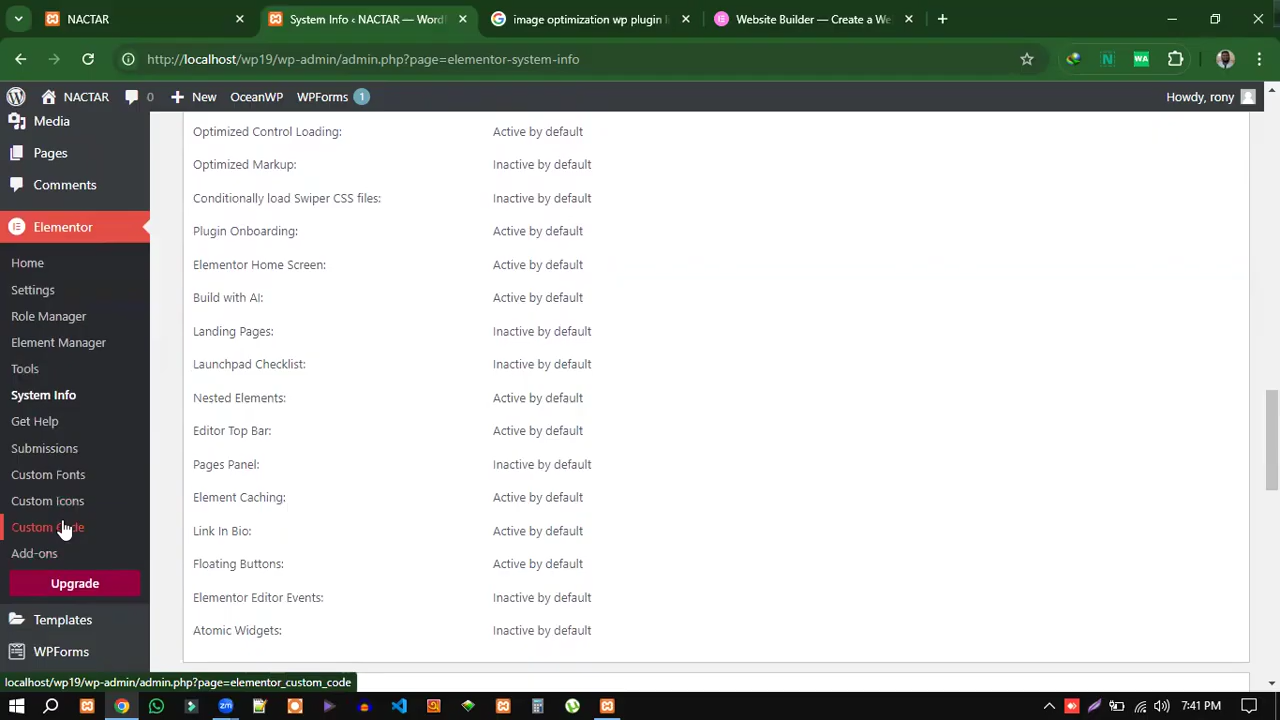 NACTAR
System Info ‹ NACTAR — WordP
image optimization wp plugin l
Website Builder — Create a We
http://localhost/wp19/wp-admin/admin.php?page=elementor-system-info
NACTAR
0
New
OceanWP
WPForms 1
Howdy, rony
Media
Pages
Comments
Elementor
Home
Settings
Role Manager
Element Manager
Tools
System Info
Get Help
Submissions
Custom Fonts
Custom Icons
Custom Code
Add-ons
Upgrade
Templates
WPForms
Optimized Control Loading: Active by default
Optimized Markup: Inactive by default
Conditionally load Swiper CSS files: Inactive by default
Plugin Onboarding: Active by default
Elementor Home Screen: Active by default
Build with AI: Active by default
Landing Pages: Inactive by default
Launchpad Checklist: Inactive by default
Nested Elements: Active by default
Editor Top Bar: Active by default
Pages Panel: Inactive by default
Element Caching: Active by default
Link In Bio: Active by default
Floating Buttons: Active by default
Elementor Editor Events: Inactive by default
Atomic Widgets: Inactive by default
localhost/wp19/wp-admin/admin.php?page=elementor_custom_code
7:41 PM